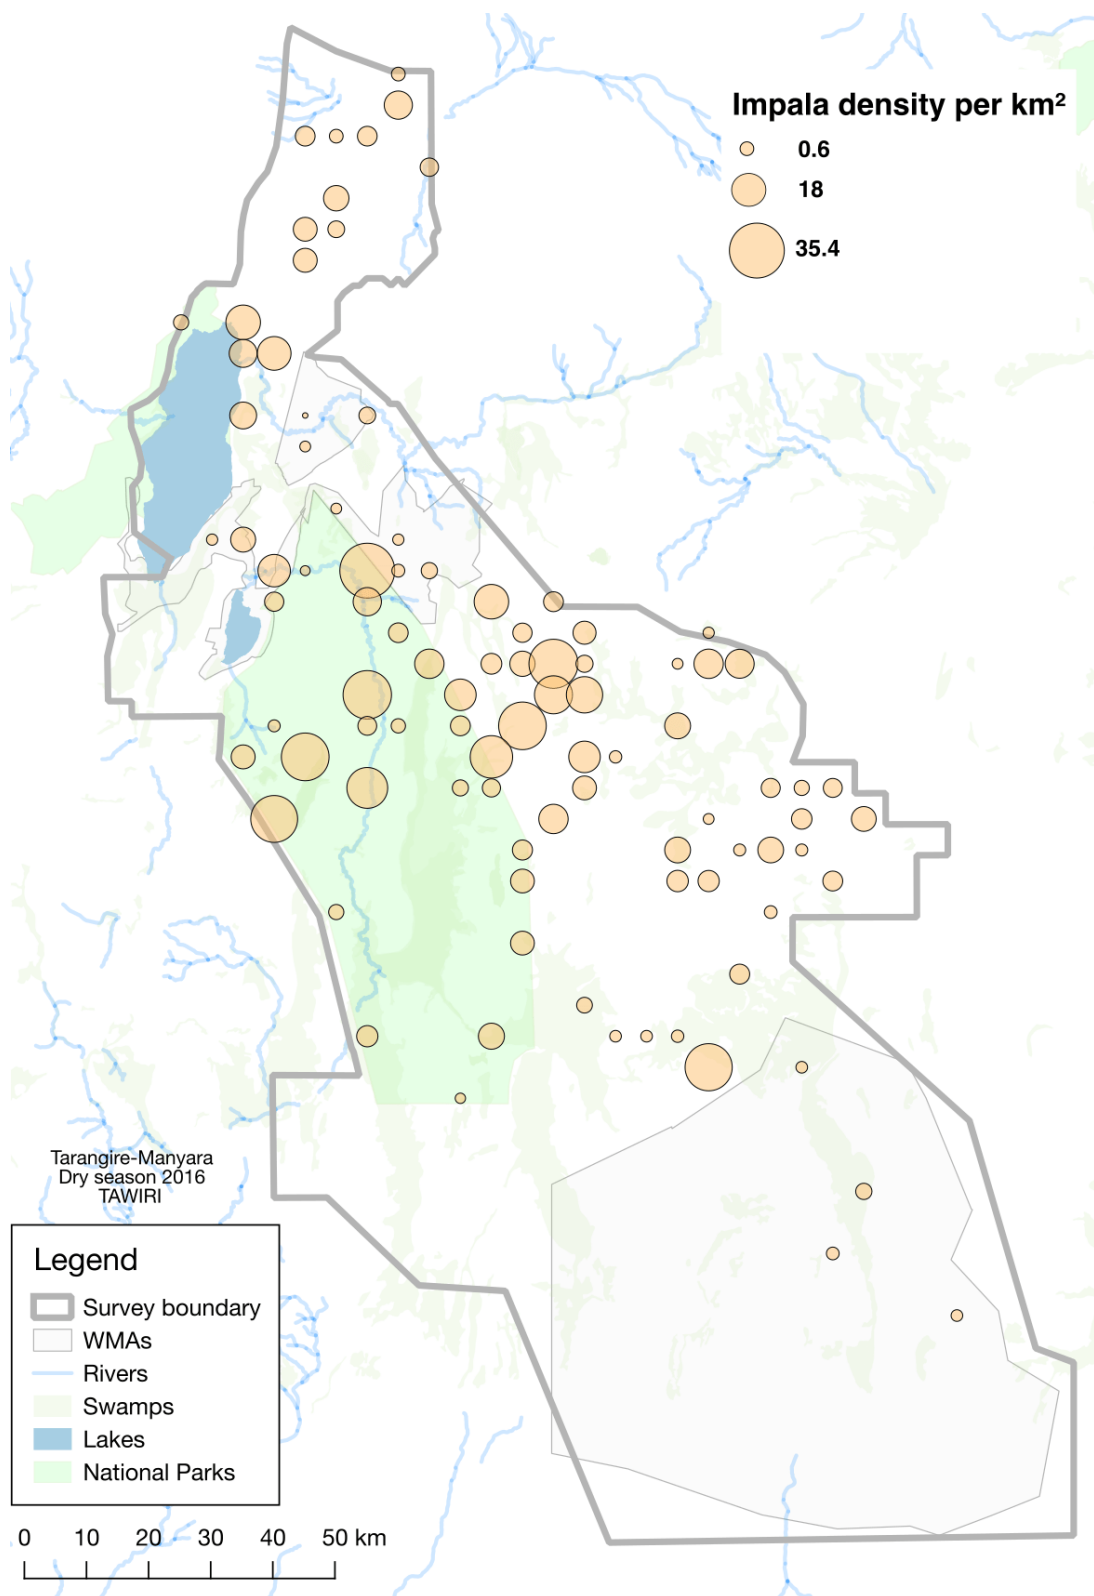 Impala density per km²
0.6
18
35.4
Tarangire-Manyara
Dry season 2016
TAWIRI
Legend
Survey boundary
WMAs
Rivers
Swamps
Lakes
National Parks
0 10 20 30 40 50 km